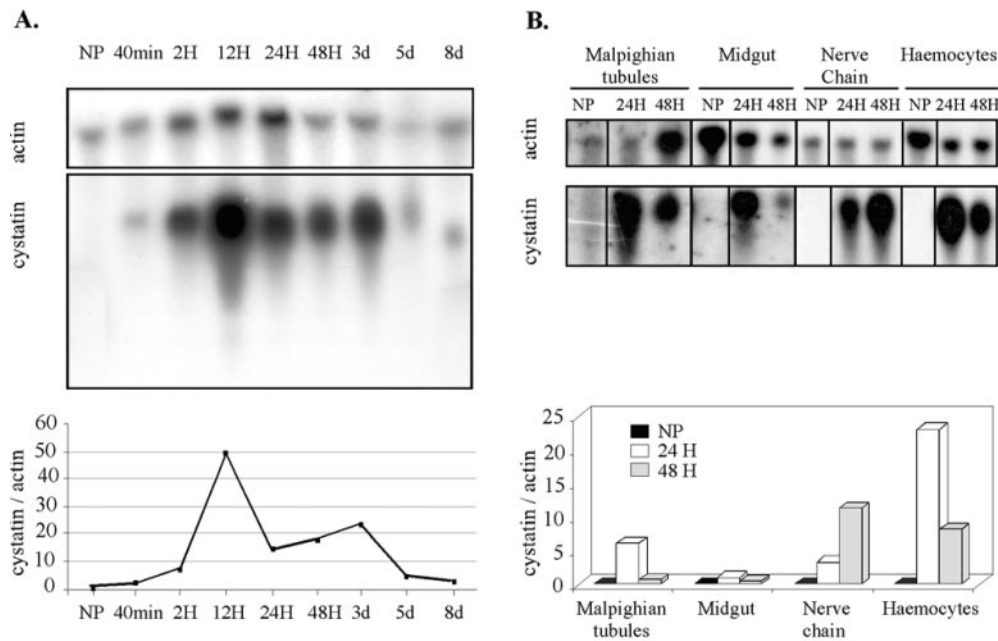 A.
NP 40min 2H 12H 24H 48H 3d 5d 8d
actin
cystatin
60
50
40
30
20
10
0
cystatin / actin
NP 40min 2H 12H 24H 48H 3d 5d 8d
B.
Malpighian tubules Midgut Nerve Chain Haemocytes
NP 24H 48H NP 24H 48H NP 24H 48H NP 24H 48H
actin
cystatin
25
20
15
10
5
0
cystatin / actin
NP
24 H
48 H
Malpighian tubules Midgut Nerve chain Haemocytes